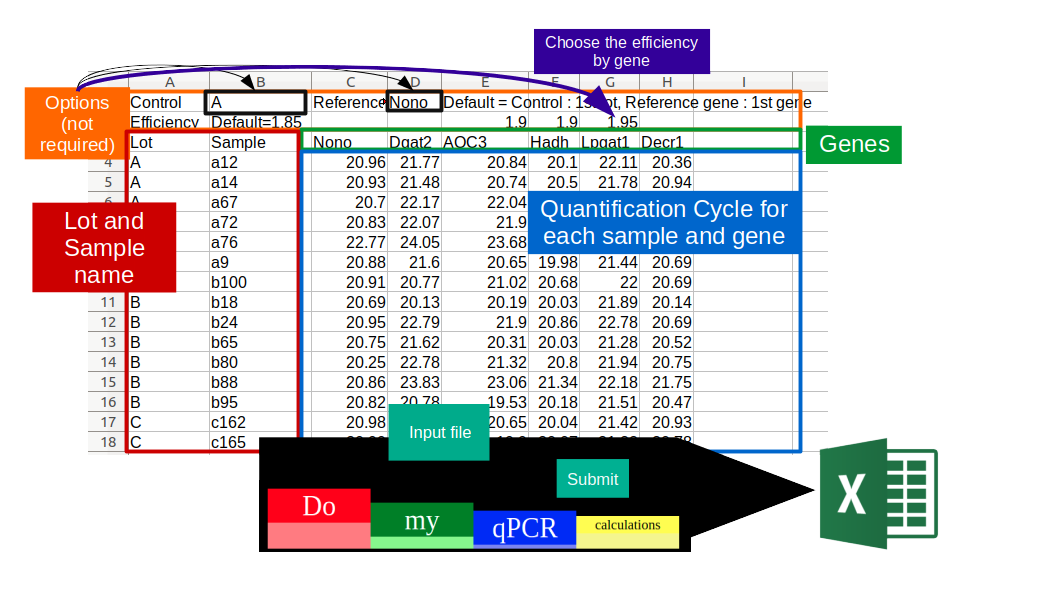 Choose the efficiency
by gene
A B C D E F G H I
Options
(not
required)
Control A Reference Nono Default = Control : 1st lot, Reference gene : 1st gene
Efficiency Default=1.85 1.9 1.9 1.95
Lot Sample Nono Dgat2 AOC3 Hadh Lpgat1 Decr1
Genes
4 A a12 20.96 21.77 20.84 20.1 22.11 20.36
5 A a14 20.93 21.48 20.74 20.5 21.78 20.94
6 A a67 20.7 22.17 22.04
a72 20.83 22.07 21.9
a76 22.77 24.05 23.68
a9 20.88 21.6 20.65 19.98 21.44 20.69
b100 20.91 20.77 21.02 20.68 22 20.69
Lot and
Sample
name
Quantification Cycle for
each sample and gene
11 B b18 20.69 20.13 20.19 20.03 21.89 20.14
12 B b24 20.95 22.79 21.9 20.86 22.78 20.69
13 B b65 20.75 21.62 20.31 20.03 21.28 20.52
14 B b80 20.25 22.78 21.32 20.8 21.94 20.75
15 B b88 20.86 23.83 23.06 21.34 22.18 21.75
16 B b95 20.82 20.78 19.53 20.18 21.51 20.47
17 C c162 20.98 20.65 20.04 21.42 20.93
18 C c165
Input file
Submit
Do my qPCR calculations
X